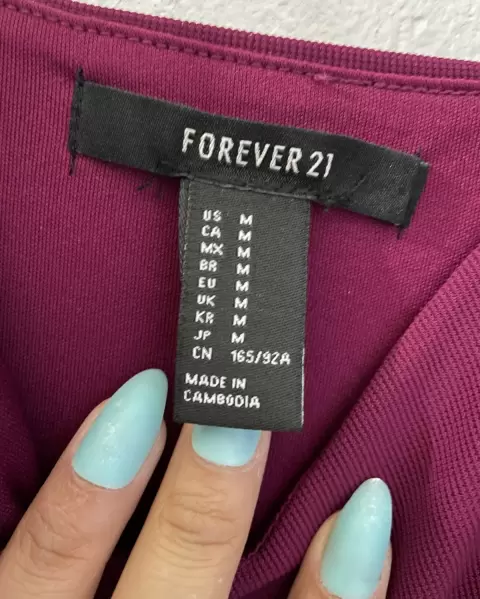 FOREVER 21
US M
CA M
MX M
BR M
EU M
UK M
KR M
JP M
CN 165/92A
MADE IN
CAMBODIA